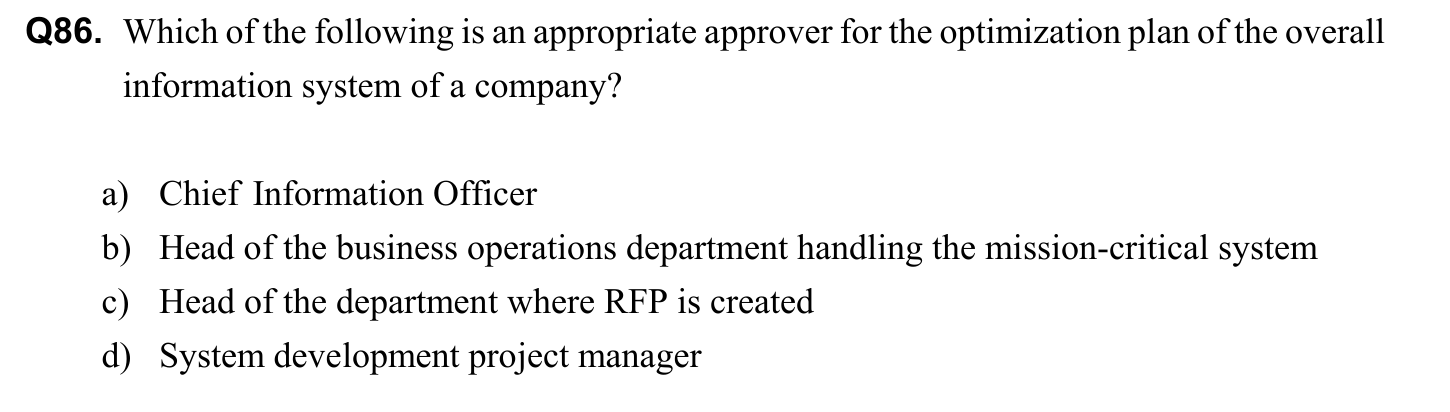 Q86. Which of the following is an appropriate approver for the optimization plan of the overall
information system of a company?
a) Chief Information Officer
b) Head of the business operations department handling the mission-critical system
c) Head of the department where RFP is created
d) System development project manager